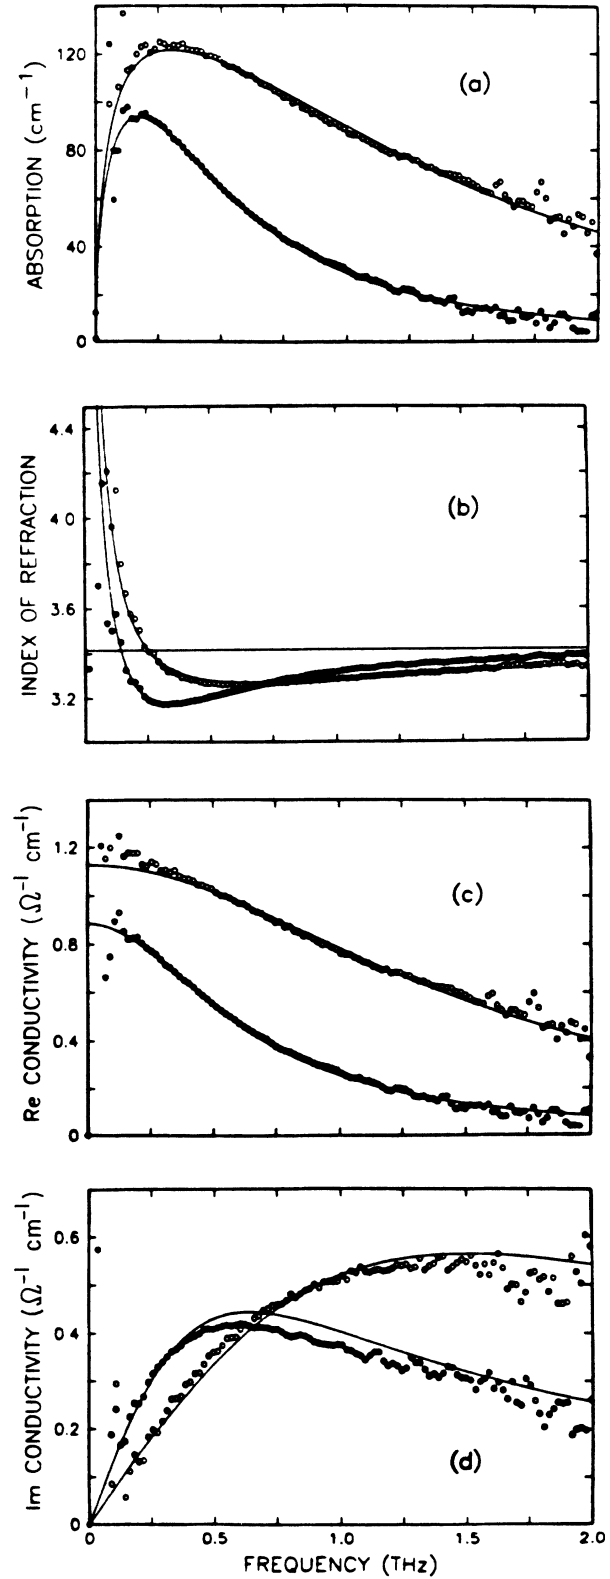 (a)
ABSORPTION (cm⁻¹)
120
80
40
0
(b)
INDEX OF REFRACTION
4.4
4.0
3.6
3.2
(c)
Re CONDUCTIVITY (Ω⁻¹ cm⁻¹)
1.2
0.8
0.4
0
(d)
Im CONDUCTIVITY (Ω⁻¹ cm⁻¹)
0.6
0.4
0.2
0
0 0.5 1.0 1.5 2.0
FREQUENCY (THz)